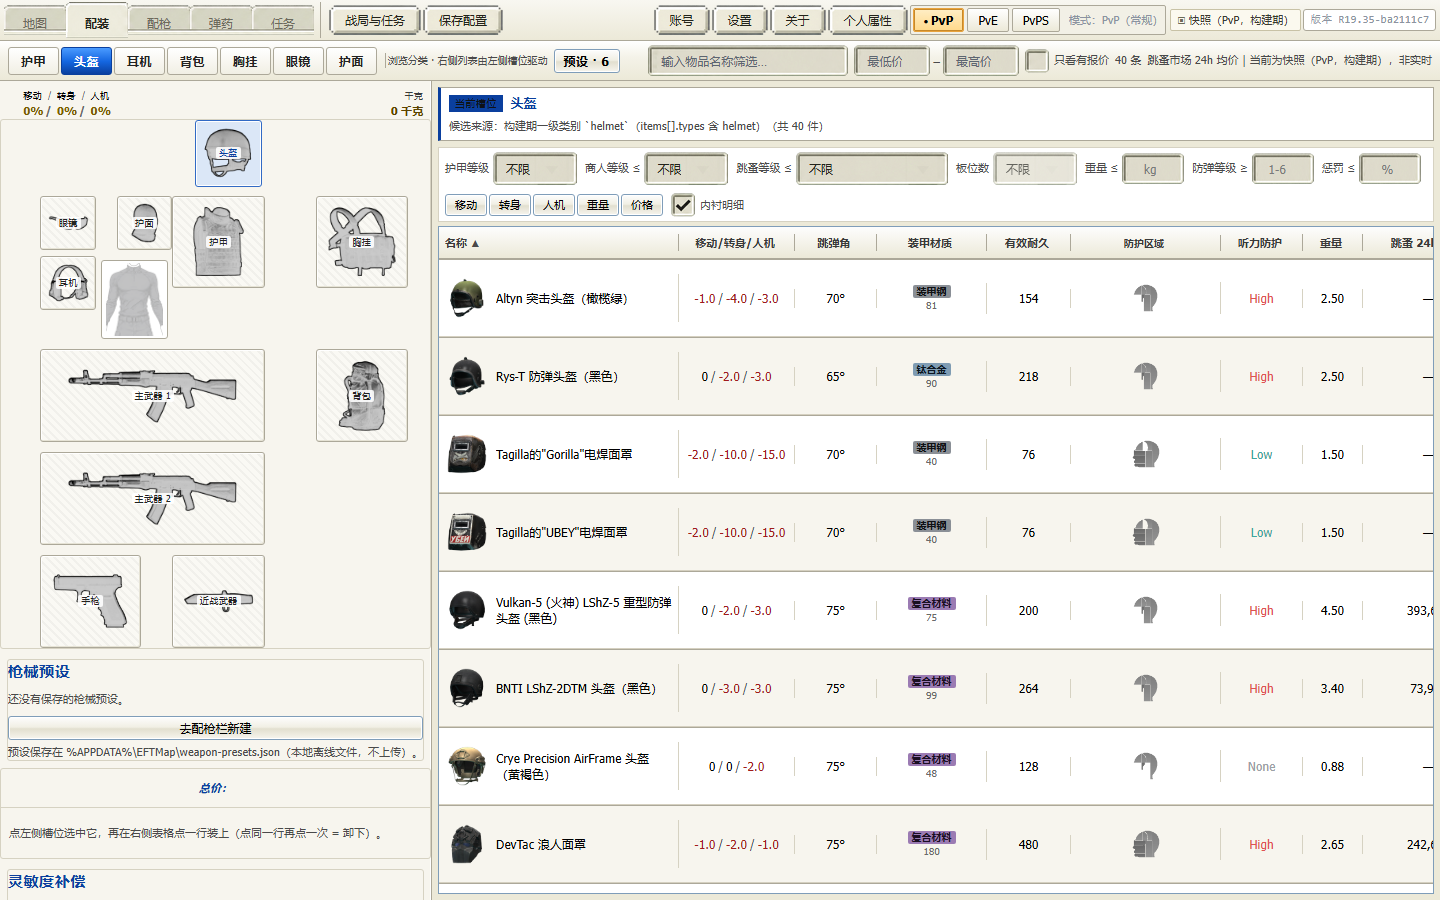 地图 配装 配枪 弹药 任务 战局与任务 保存配置 账号 设置 关于 个人属性 • PvP PvE PvPS 模式: PvP (常规) 快照 (PvP, 构建期) 版本 R19.35-ba2111c7
护甲 头盔 耳机 背包 胸挂 眼镜 护面 浏览分类 · 右侧列表由左侧槽位驱动 预设 · 6 输入物品名称筛选... 最低价 – 最高价 只看有报价 40 条 跳蚤市场 24h 均价 | 当前为快照 (PvP, 构建期) , 非实时
移动 / 转身 / 人机 千克
0% / 0% / 0% 0 千克
头盔
眼镜 护面 护甲 胸挂
耳机
主武器 1 背包
主武器 2
手枪 近战武器
枪械预设
还没有保存的枪械预设。
去配枪栏新建
预设保存在 %APPDATA%\EFTMap\weapon-presets.json（本地离线文件，不上传）。
总价:
点左侧槽位选中它，再在右侧表格点一行装上（点同一行再点一次 = 卸下）。
灵敏度补偿
当前槽位 头盔
候选来源: 构建期一级类别 `helmet` (items[].types 含 helmet) （共 40 件）
护甲等级 不限 商人等级 ≤ 不限 跳蚤等级 ≤ 不限 板位数 不限 重量 ≤ kg 防弹等级 ≥ 1-6 惩罚 ≤ %
移动 转身 人机 重量 价格 内衬明细
名称 ▲ 移动/转身/人机 跳弹角 装甲材质 有效耐久 防护区域 听力防护 重量 跳蚤 24
Altyn 突击头盔（橄榄绿） -1.0 / -4.0 / -3.0 70° 装甲钢 81 154 High 2.50 —
Rys-T 防弹头盔（黑色） 0 / -2.0 / -3.0 65° 钛合金 90 218 High 2.50 —
Tagilla的"Gorilla"电焊面罩 -2.0 / -10.0 / -15.0 70° 装甲钢 40 76 Low 1.50 —
Tagilla的"UBEY"电焊面罩 -2.0 / -10.0 / -15.0 70° 装甲钢 40 76 Low 1.50 —
Vulkan-5 (火神) LShZ-5 重型防弹头盔 (黑色) 0 / -2.0 / -3.0 75° 复合材料 75 200 High 4.50 393,
BNTI LShZ-2DTM 头盔（黑色） 0 / -3.0 / -3.0 75° 复合材料 99 264 High 3.40 73,9
Crye Precision AirFrame 头盔（黄褐色） 0 / 0 / -2.0 75° 复合材料 48 128 None 0.88 —
DevTac 浪人面罩 -1.0 / -2.0 / -1.0 75° 复合材料 180 480 High 2.65 242,